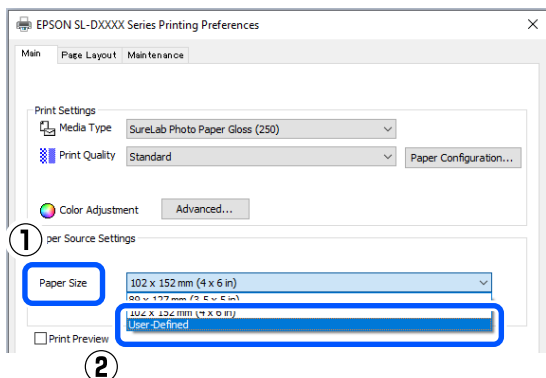 EPSON SL-DXXXX Series Printing Preferences
Main Page Layout Maintenance
Print Settings
Media Type SureLab Photo Paper Gloss (250)
Print Quality Standard Paper Configuration...
Color Adjustment Advanced...
1
per Source Settings
Paper Size 102 x 152 mm (4 x 6 in)
89 x 127 mm (3.5 x 5 in)
102 x 152 mm (4 x 6 in)
User-Defined
Print Preview
2